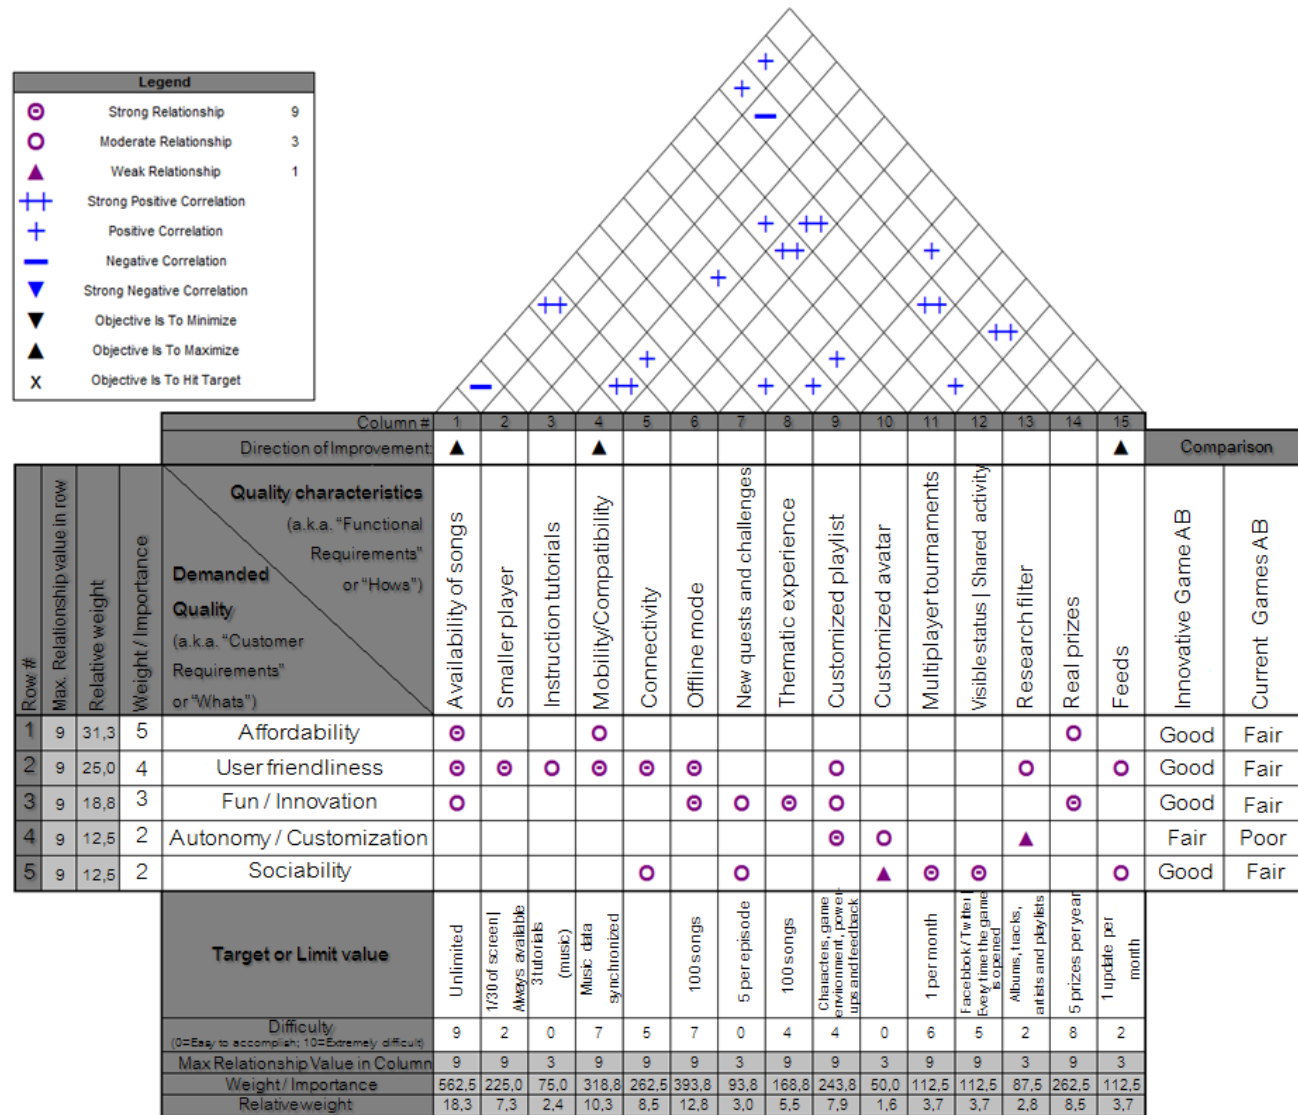 Legend
Strong Relationship 9
Moderate Relationship 3
Weak Relationship 1
Strong Positive Correlation
Positive Correlation
Negative Correlation
Strong Negative Correlation
Objective Is To Minimize
Objective Is To Maximize
X Objective Is To Hit Target
Column # 1 2 3 4 5 6 7 8 9 10 11 12 13 14 15
Direction of Improvement:
Comparison
Row #
Max. Relationship value in row
Relative weight
Weight / Importance
Quality characteristics
(a.k.a. "Functional
Requirements"
or "Hows")
Demanded
Quality
(a.k.a. "Customer
Requirements"
or "Whats")
Availability of songs
Smaller player
Instruction tutorials
Mobility/Compatibility
Connectivity
Offline mode
New quests and challenges
Thematic experience
Customized playlist
Customized avatar
Multiplayer tournaments
Visible status | Shared activity
Research filter
Real prizes
Feeds
Innovative Game AB
Current Games AB
1 9 31,3 5 Affordability Good Fair
2 9 25,0 4 User friendliness Good Fair
3 9 18,8 3 Fun / Innovation Good Fair
4 9 12,5 2 Autonomy / Customization Fair Poor
5 9 12,5 2 Sociability Good Fair
Target or Limit value
Unlimited
1/30 of screen |
Always available
3 tutorials
(music)
Music data
synchronized
100 songs
5 per episode
100 songs
Characters, game
environment, power-
ups and feedback
1 per month
Facebbok / Twitter |
Every time the game
is opened
Albums, tracks,
artists and playlists
5 prizes per year
1 update per
month
Difficulty
(0=Easy to accomplish; 10=Extremely difficult)
9 2 0 7 5 7 0 4 4 0 6 5 2 8 2
Max Relationship Value in Column 9 9 3 9 9 9 3 9 9 3 9 9 3 9 3
Weight / Importance 562,5 225,0 75,0 318,8 262,5 393,8 93,8 168,8 243,8 50,0 112,5 112,5 87,5 262,5 112,5
Relative weight 18,3 7,3 2,4 10,3 8,5 12,8 3,0 5,5 7,9 1,6 3,7 3,7 2,8 8,5 3,7